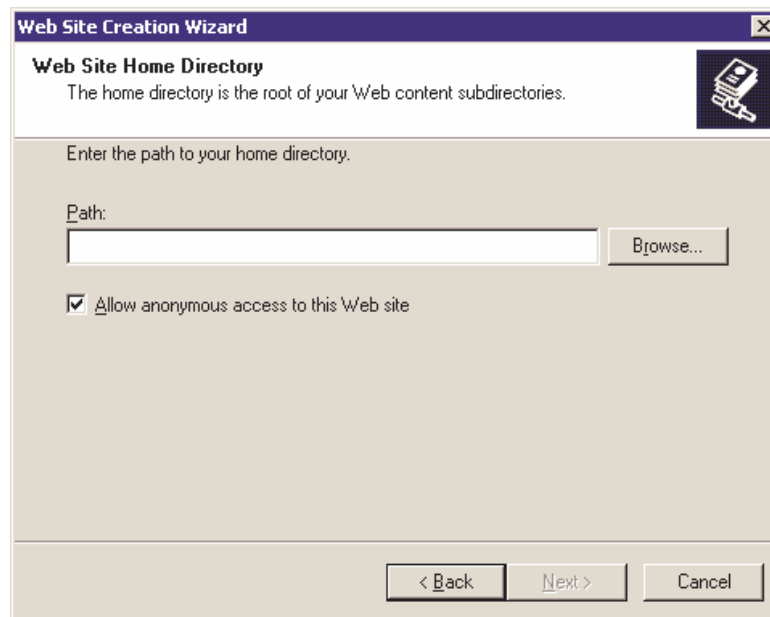 Web Site Creation Wizard
Web Site Home Directory
The home directory is the root of your Web content subdirectories.
Enter the path to your home directory.
Path:
Browse...
Allow anonymous access to this Web site
< Back
Next >
Cancel